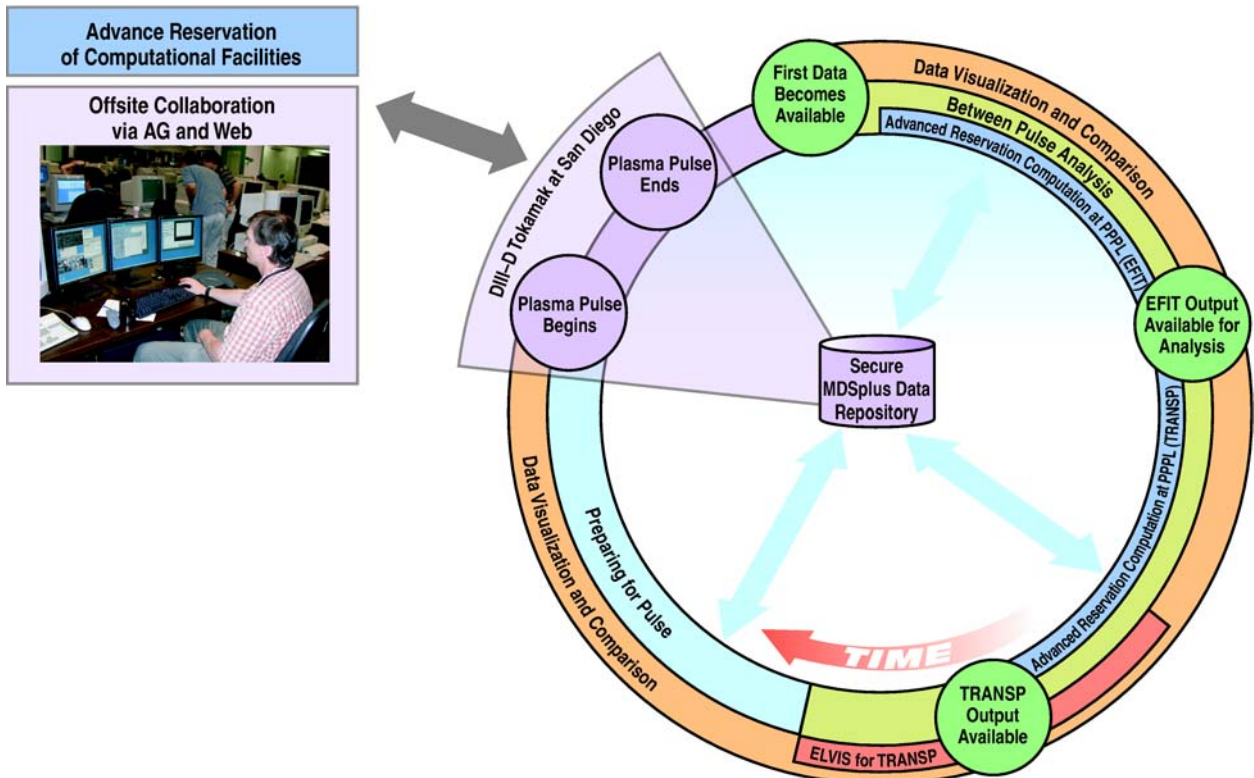 Advance Reservation
of Computational Facilities
Offsite Collaboration
via AG and Web
DIII–D Tokamak at San Diego
Plasma Pulse
Begins
Plasma Pulse
Ends
First Data
Becomes
Available
Data Visualization and Comparison
Between Pulse Analysis
Advanced Reservation Computation at PPPL (EFIT)
EFIT Output
Available for
Analysis
Secure
MDSplus Data
Repository
Advanced Reservation Computation at PPPL (TRANSP)
TIME
TRANSP
Output
Available
ELVIS for TRANSP
Preparing for Pulse
Data Visualization and Comparison